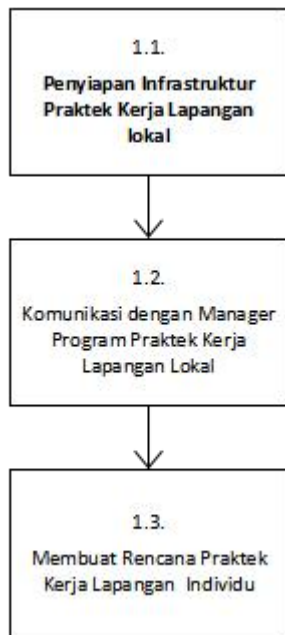 1.1.
Penyiapan Infrastruktur
Praktek Kerja Lapangan
lokal
1.2.
Komunikasi dengan Manager
Program Praktek Kerja
Lapangan Lokal
1.3.
Membuat Rencana Praktek
Kerja Lapangan Individu